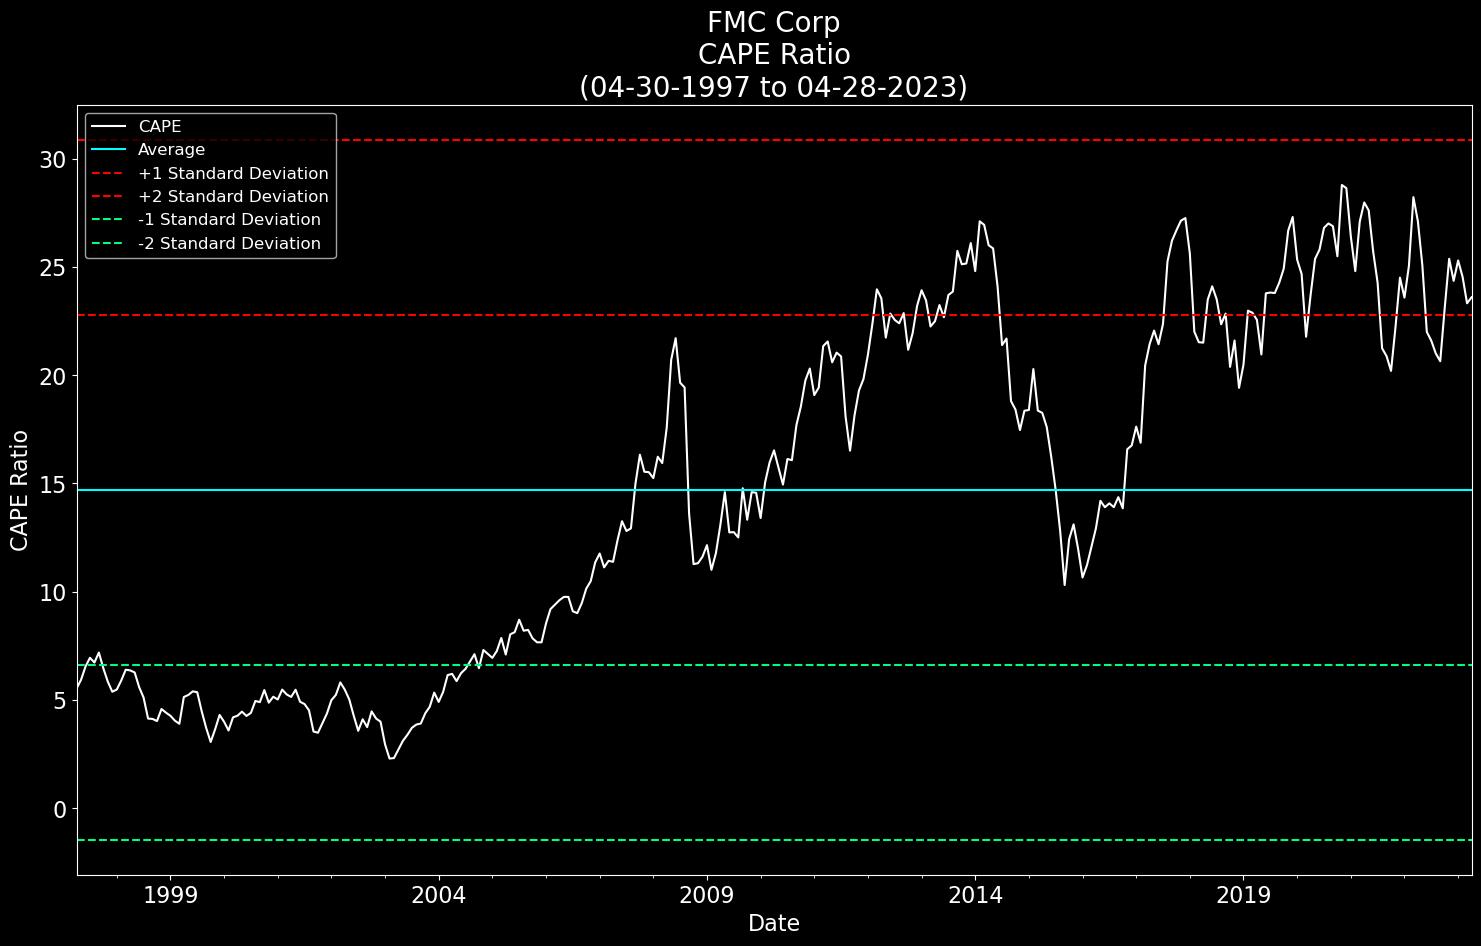 FMC Corp
CAPE Ratio
(04-30-1997 to 04-28-2023)
CAPE
Average
+1 Standard Deviation
+2 Standard Deviation
-1 Standard Deviation
-2 Standard Deviation
CAPE Ratio
30
25
20
15
10
5
0
1999
2004
2009
2014
2019
Date